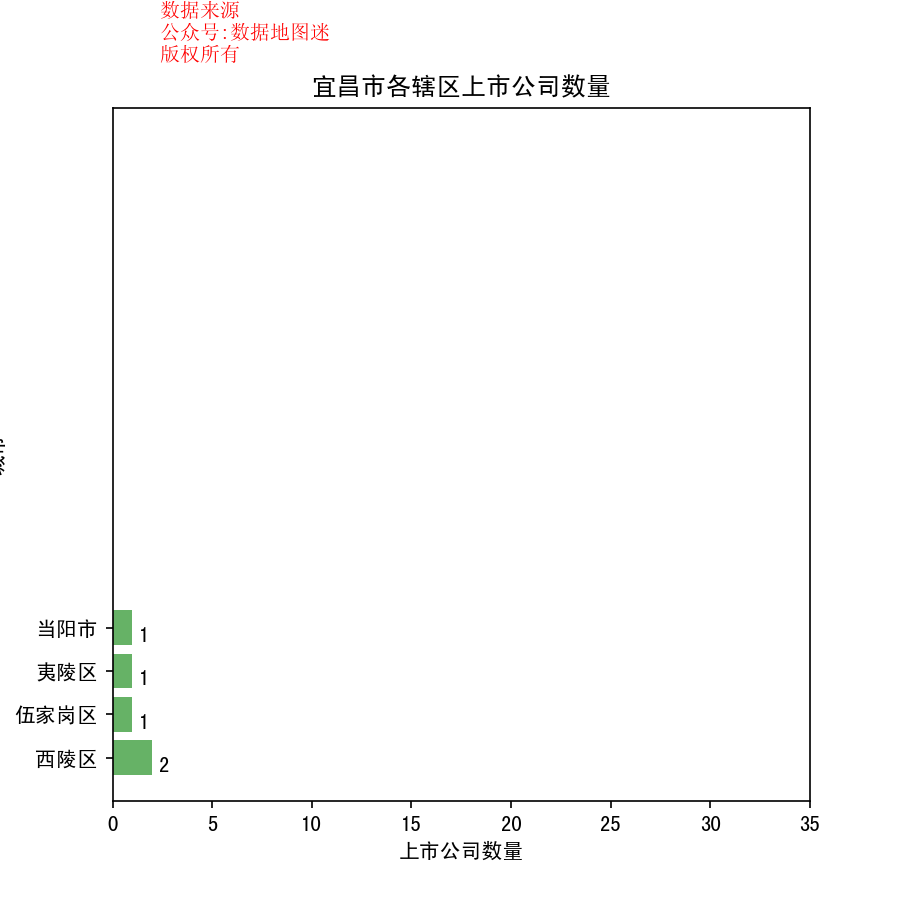 数据来源
公众号:数据地图迷
版权所有
宜昌市各辖区上市公司数量
当阳市 1
夷陵区 1
伍家岗区 1
西陵区 2
0 5 10 15 20 25 30 35
上市公司数量